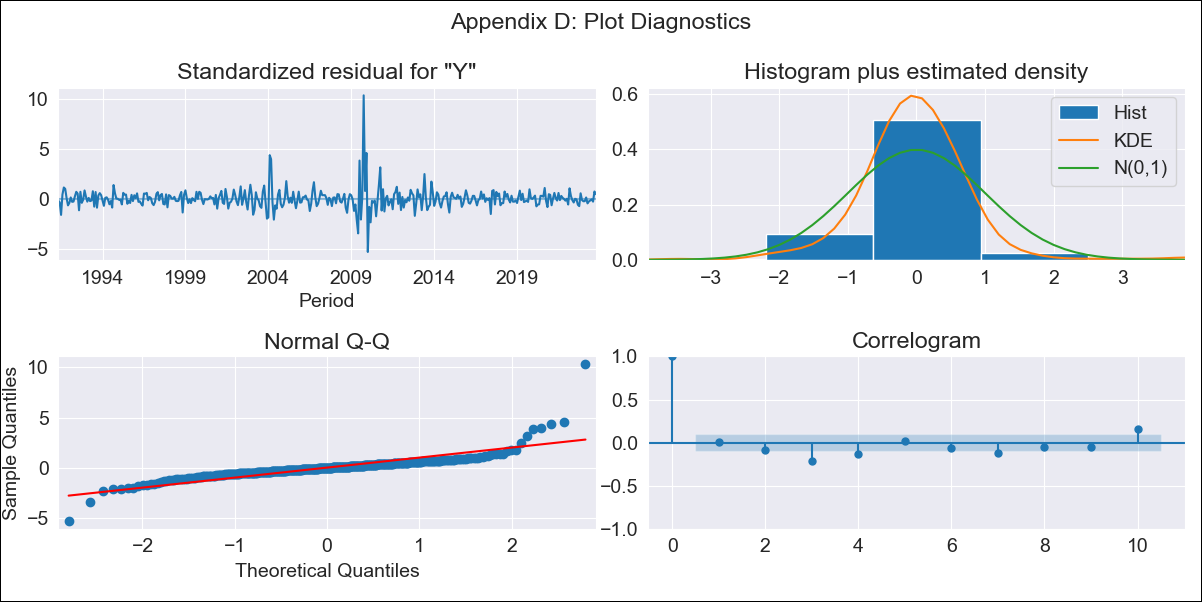 Appendix D: Plot Diagnostics
Standardized residual for "Y"
10
5
0
−5
1994 1999 2004 2009 2014 2019
Period
Histogram plus estimated density
0.6
0.4
0.2
0.0
−3 −2 −1 0 1 2 3
Hist
KDE
N(0,1)
Normal Q-Q
Sample Quantiles
10
5
0
−5
−2 −1 0 1 2
Theoretical Quantiles
Correlogram
1.0
0.5
0.0
−0.5
−1.0
0 2 4 6 8 10